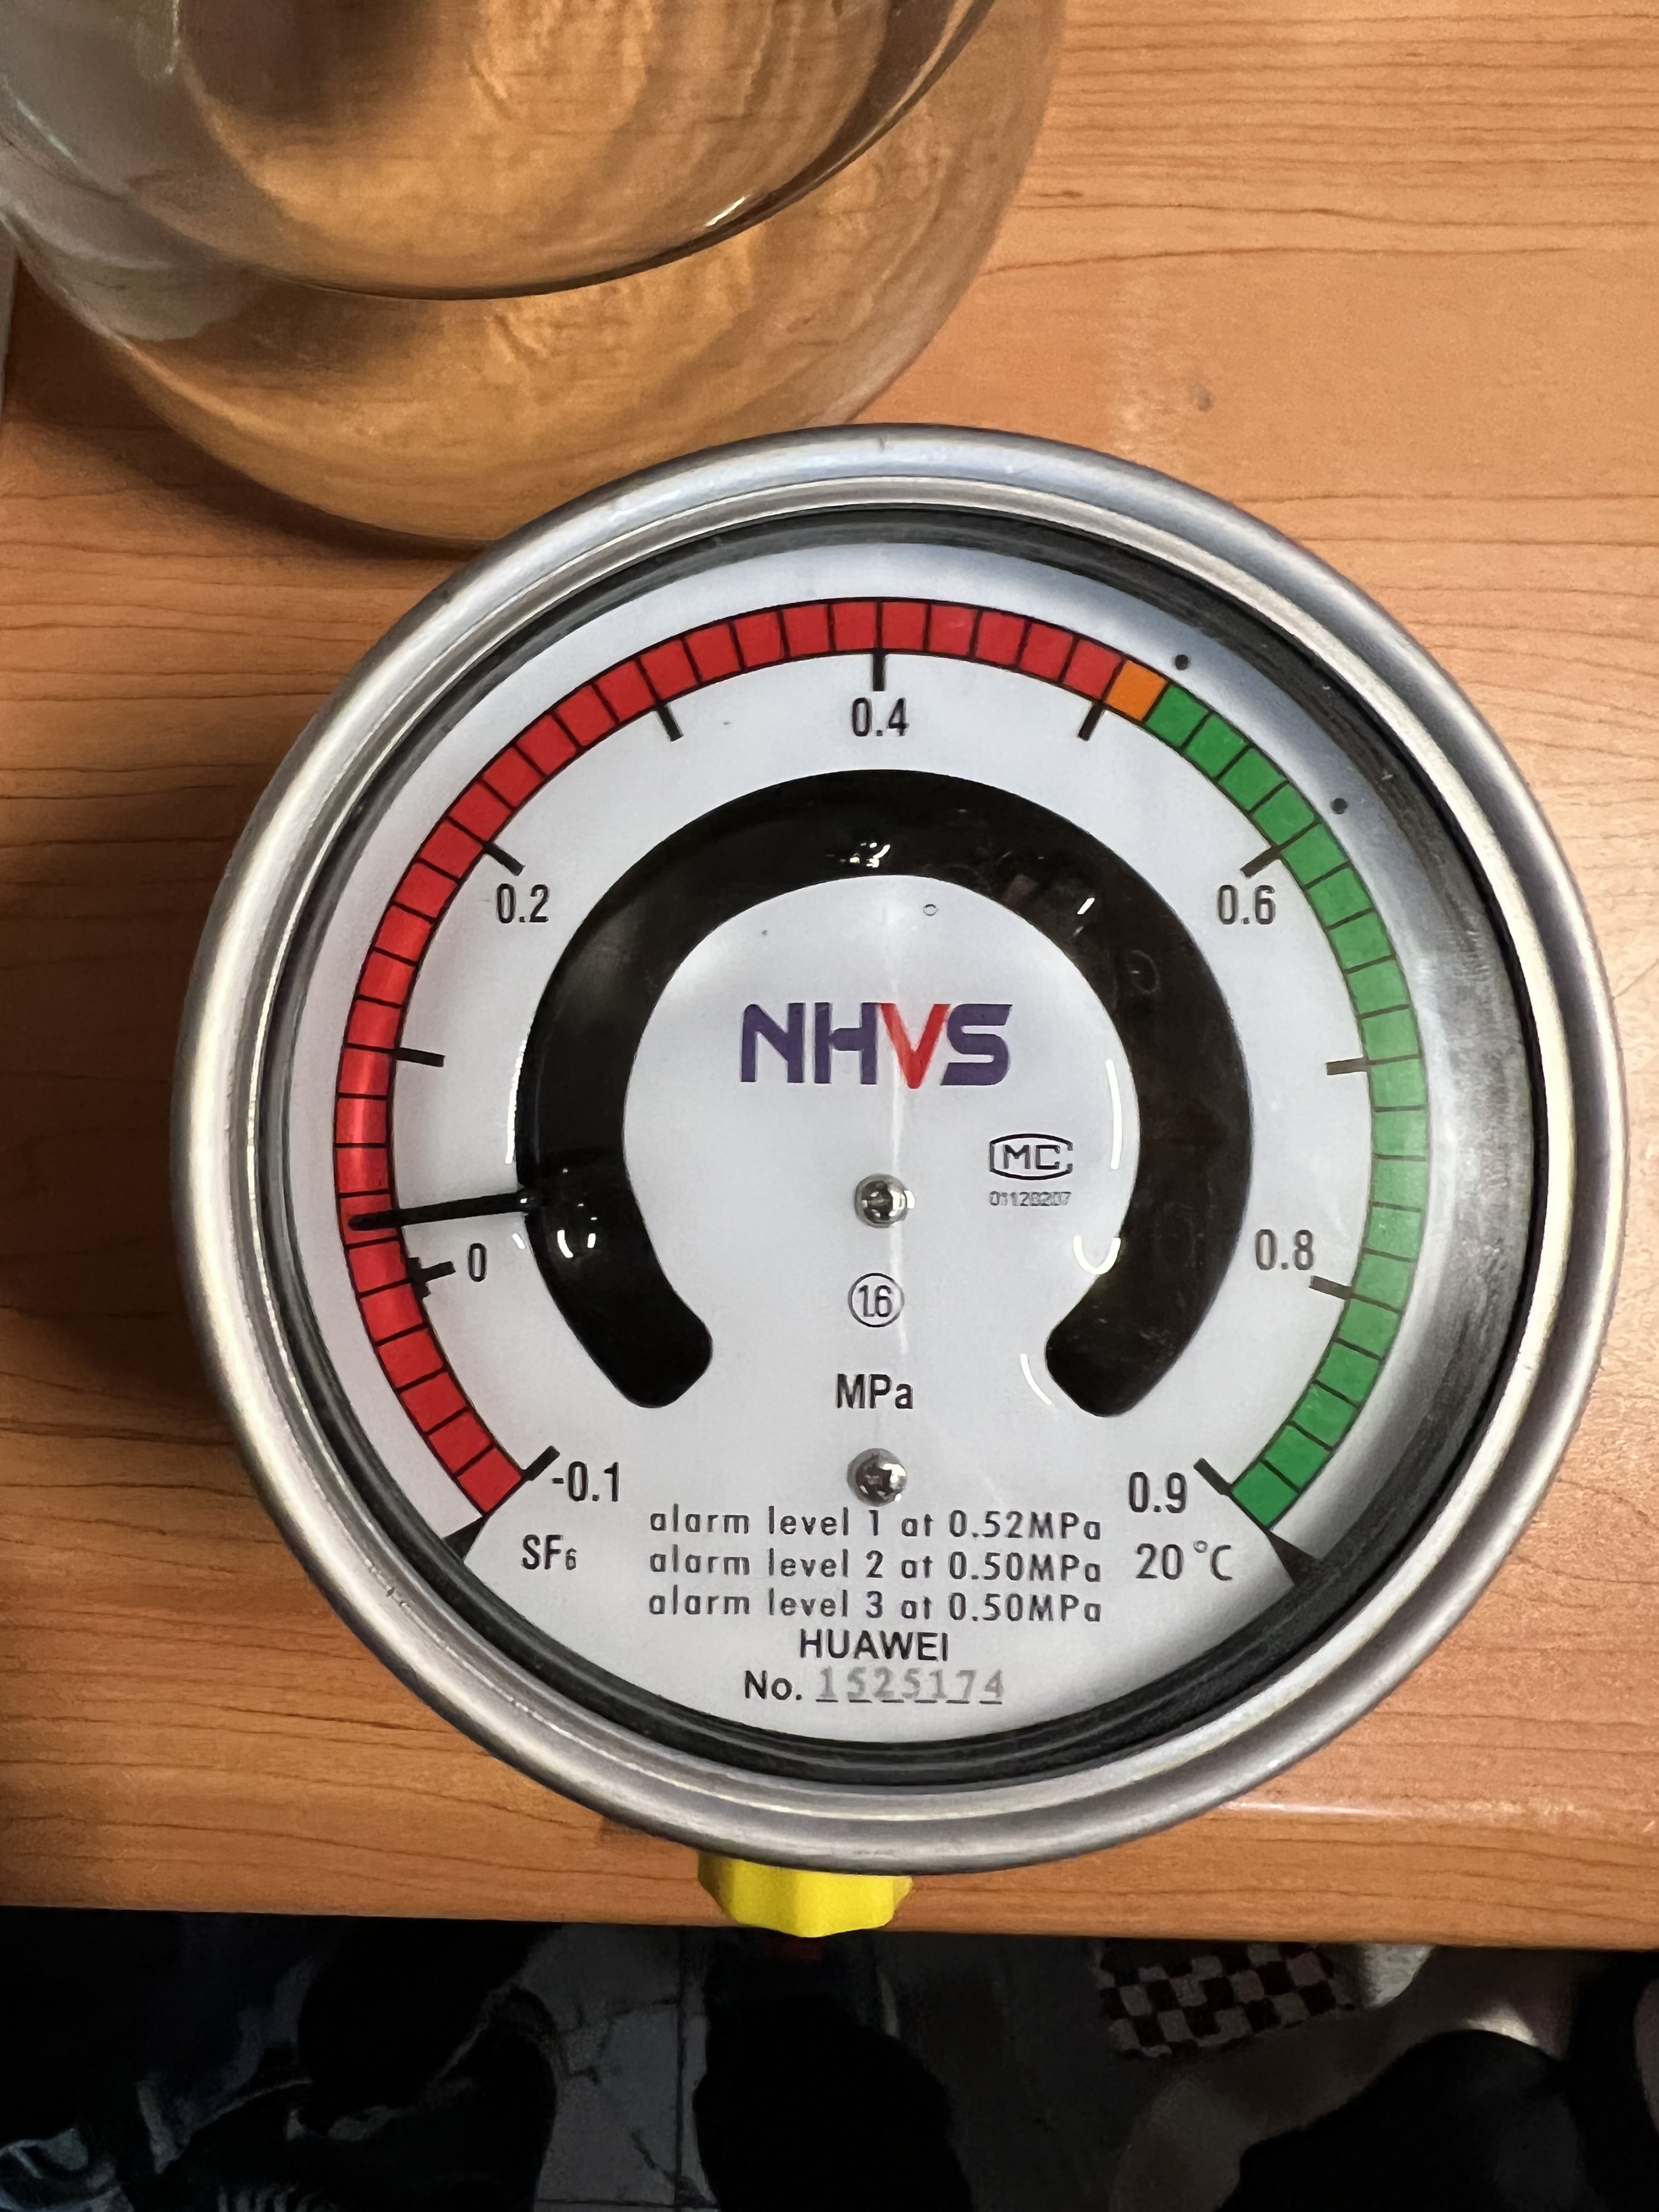 0.4
0.2
0.6
NHVS
MC
01120207
0
0.8
1.6
MPa
-0.1
0.9
alarm level 1 at 0.52MPa
SF6
alarm level 2 at 0.50MPa
20 °C
alarm level 3 at 0.50MPa
HUAWEI
No. 1525174